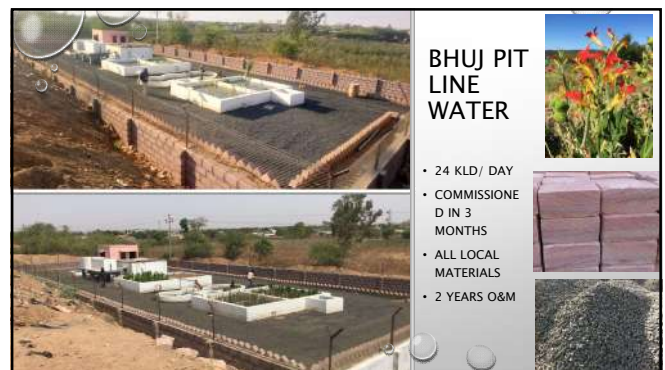 BHUJ PIT
LINE
WATER
• 24 KLD/ DAY
• COMMISSIONE
D IN 3
MONTHS
• ALL LOCAL
MATERIALS
• 2 YEARS O&M